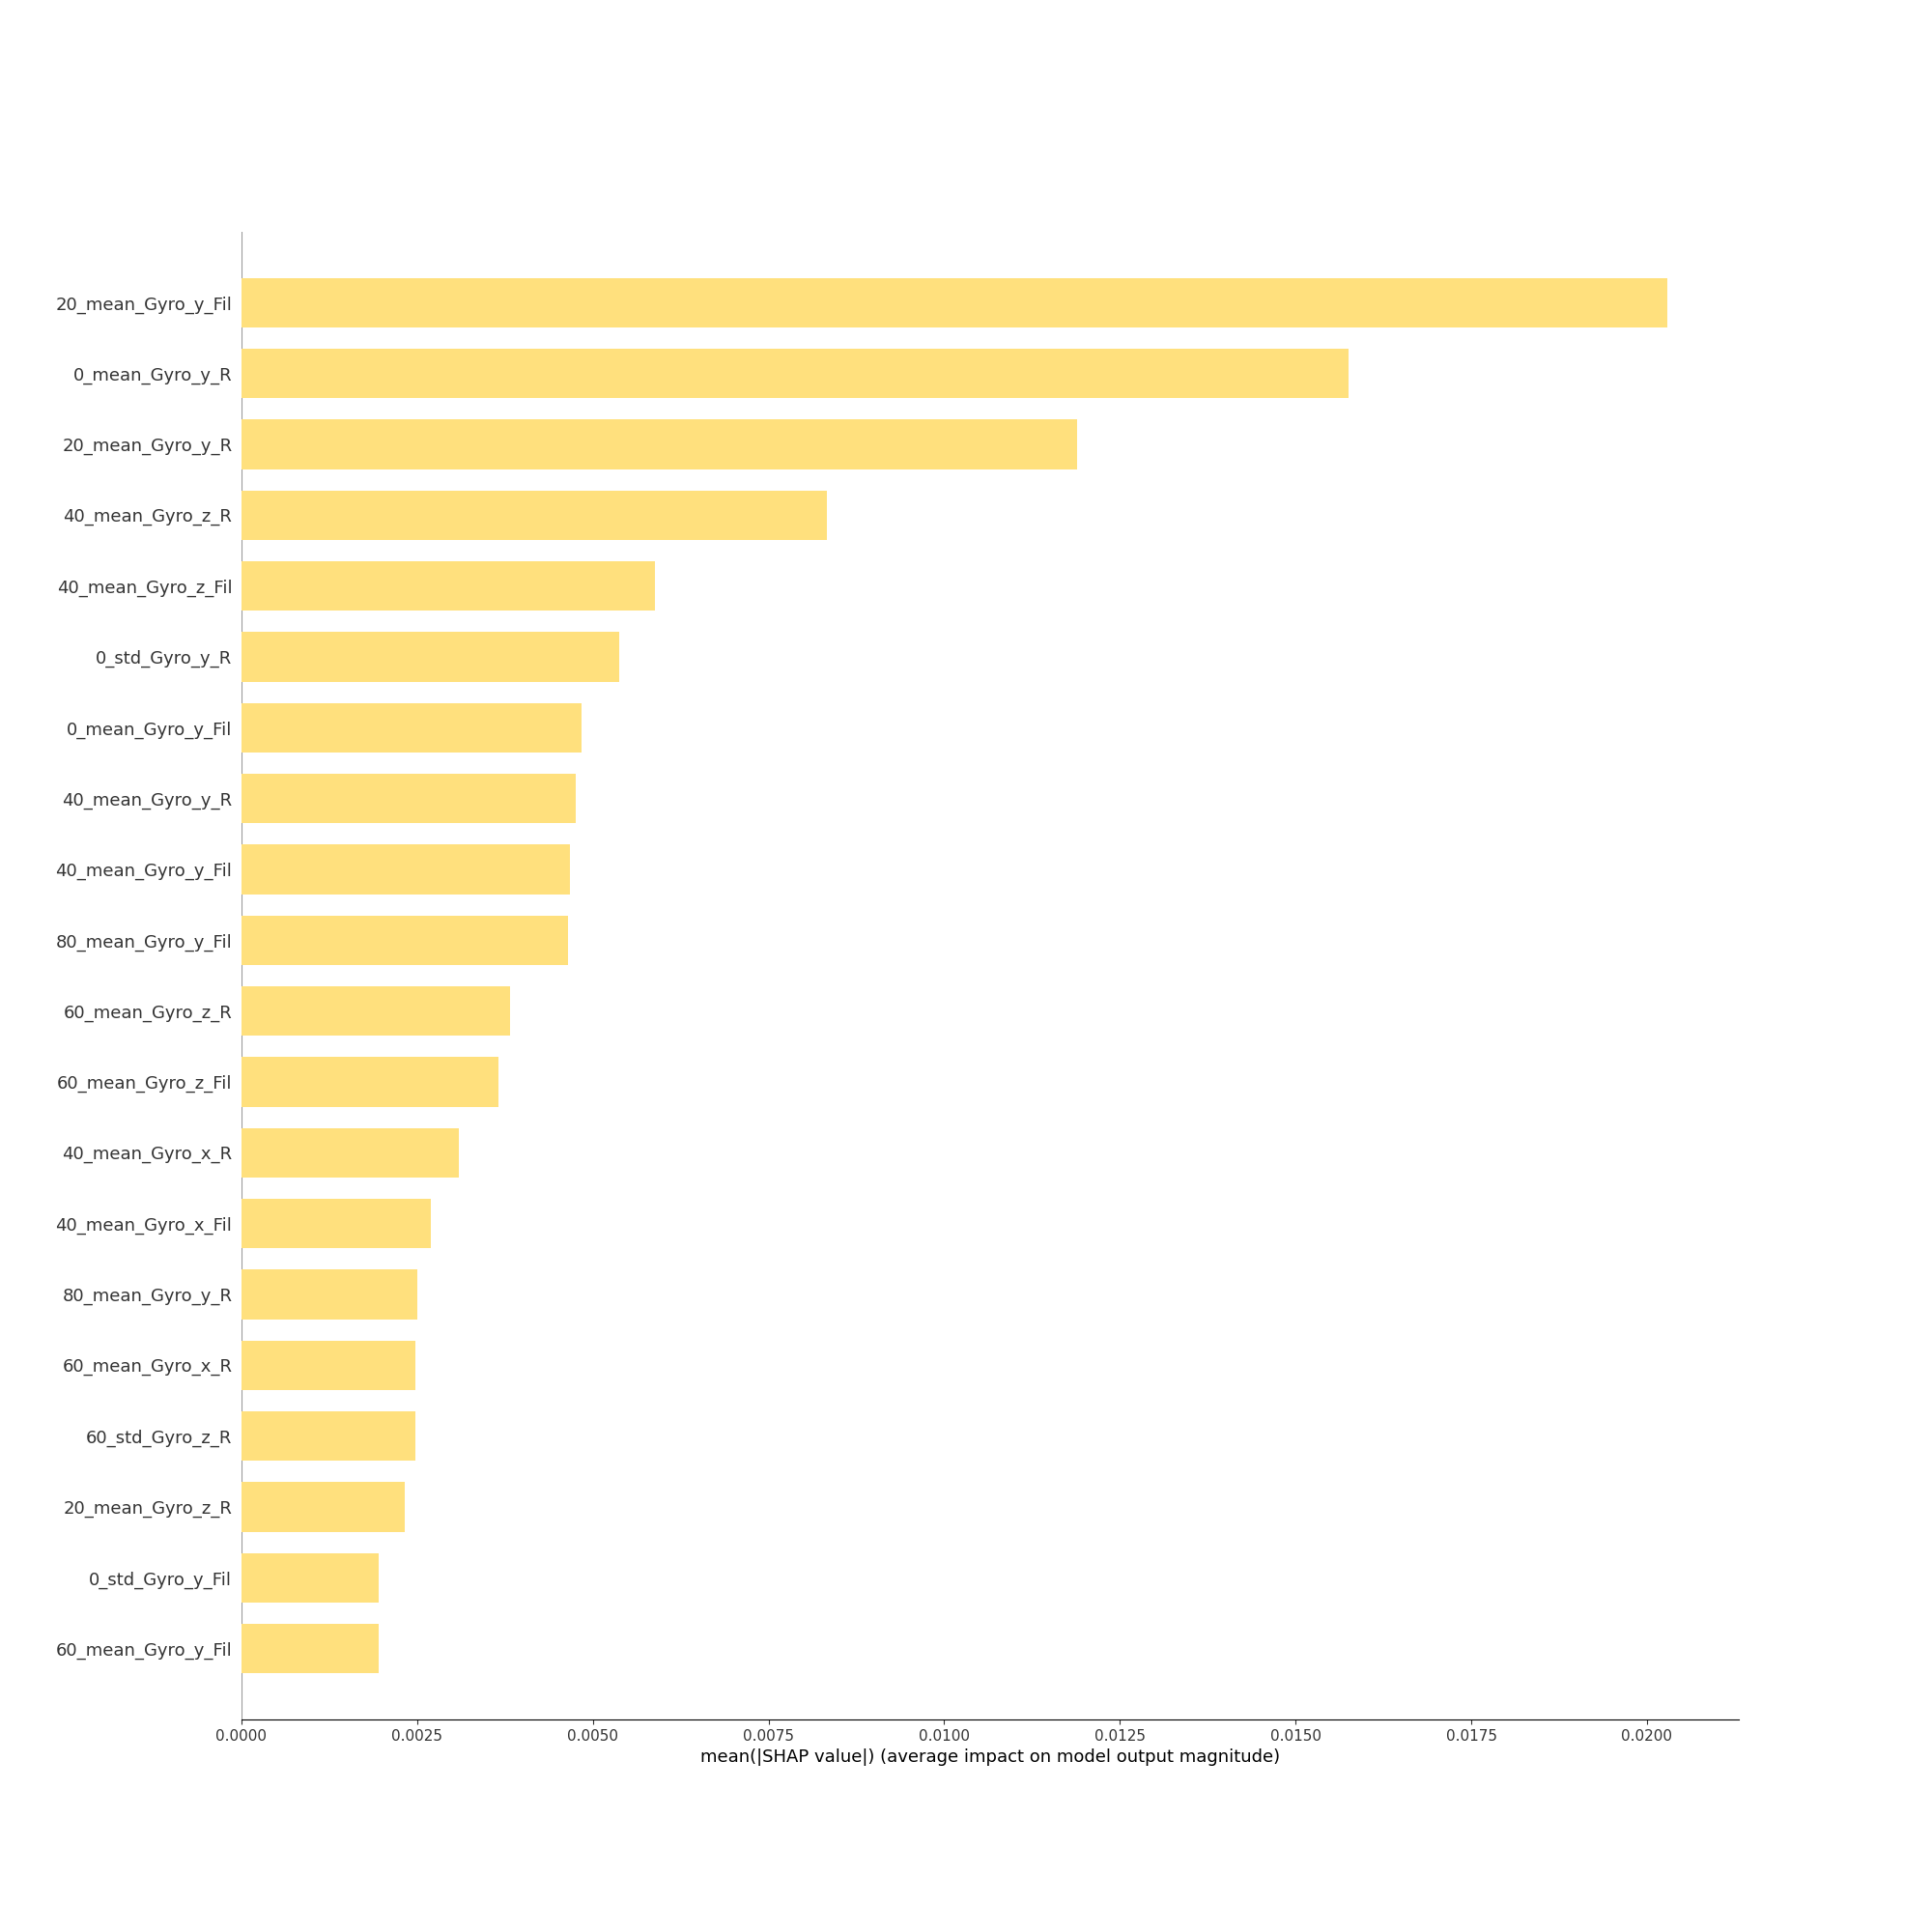 20_mean_Gyro_y_Fil
0_mean_Gyro_y_R
20_mean_Gyro_y_R
40_mean_Gyro_z_R
40_mean_Gyro_z_Fil
0_std_Gyro_y_R
0_mean_Gyro_y_Fil
40_mean_Gyro_y_R
40_mean_Gyro_y_Fil
80_mean_Gyro_y_Fil
60_mean_Gyro_z_R
60_mean_Gyro_z_Fil
40_mean_Gyro_x_R
40_mean_Gyro_x_Fil
80_mean_Gyro_y_R
60_mean_Gyro_x_R
60_std_Gyro_z_R
20_mean_Gyro_z_R
0_std_Gyro_y_Fil
60_mean_Gyro_y_Fil
0.0000 0.0025 0.0050 0.0075 0.0100 0.0125 0.0150 0.0175 0.0200
mean(|SHAP value|) (average impact on model output magnitude)